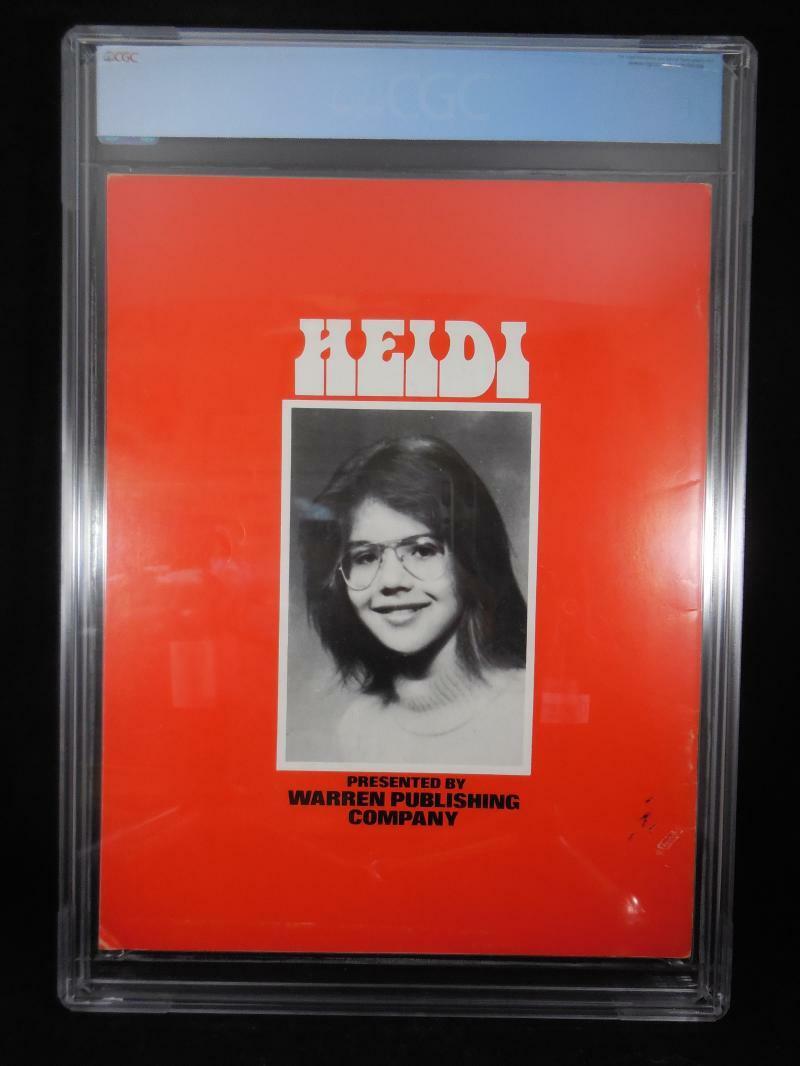 CGC
CGC
HEIDI
PRESENTED BY
WARREN PUBLISHING
COMPANY